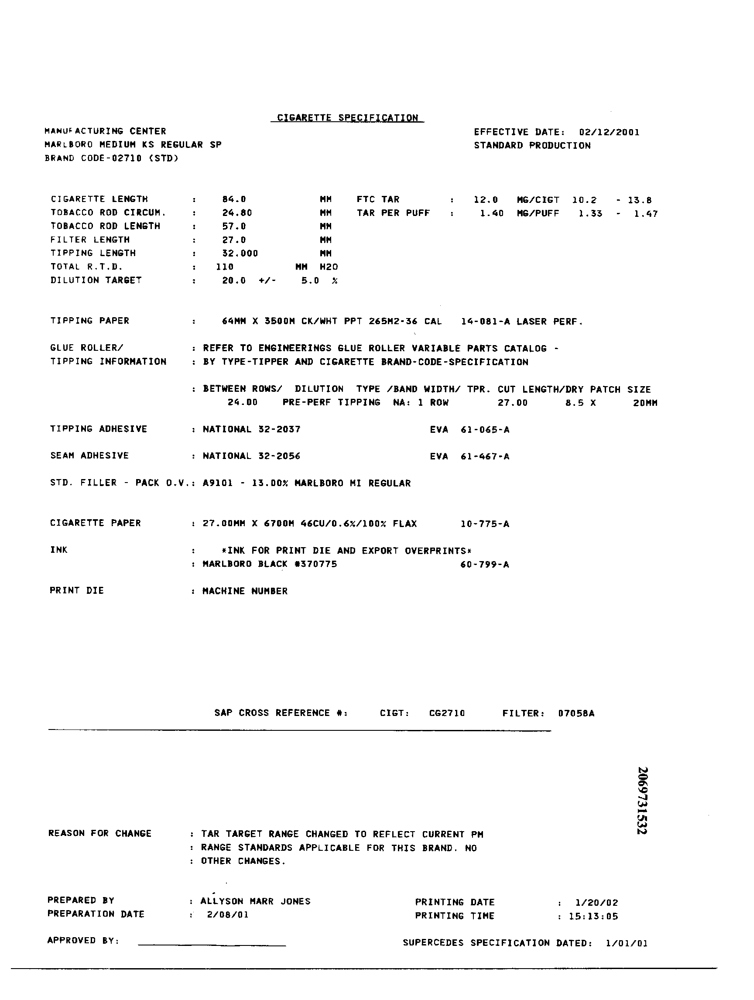 CIGARETTE SPECIFICATION
MANUFACTURING CENTER EFFECTIVE DATE: 02/12/2001
MARLBORO MEDIUM KS REGULAR SP STANDARD PRODUCTION
BRAND CODE-02710 (STD)
CIGARETTE LENGTH : 84.0 MM FTC TAR : 12.0 MG/CIGT 10.2 - 13.8
TOBACCO ROD CIRCUM. : 24.80 MM TAR PER PUFF : 1.40 MG/PUFF 1.33 - 1.47
TOBACCO ROD LENGTH : 57.0 MM
FILTER LENGTH : 27.0 MM
TIPPING LENGTH : 32.000 MM
TOTAL R.T.D. : 110 MM H2O
DILUTION TARGET : 20.0 +/- 5.0 %
TIPPING PAPER : 64MM X 3500M CK/WHT PPT 265M2-36 CAL 14-081-A LASER PERF.
GLUE ROLLER/ : REFER TO ENGINEERINGS GLUE ROLLER VARIABLE PARTS CATALOG -
TIPPING INFORMATION : BY TYPE-TIPPER AND CIGARETTE BRAND-CODE-SPECIFICATION
: BETWEEN ROWS/ DILUTION TYPE /BAND WIDTH/ TPR. CUT LENGTH/DRY PATCH SIZE
24.00 PRE-PERF TIPPING NA: 1 ROW 27.00 8.5 X 20MM
TIPPING ADHESIVE : NATIONAL 32-2037 EVA 61-065-A
SEAM ADHESIVE : NATIONAL 32-2056 EVA 61-467-A
STD. FILLER - PACK O.V.: A9101 - 13.00% MARLBORO MI REGULAR
CIGARETTE PAPER : 27.00MM X 6700M 46CU/0.6%/100% FLAX 10-775-A
INK : *INK FOR PRINT DIE AND EXPORT OVERPRINTS*
: MARLBORO BLACK #370775 60-799-A
PRINT DIE : MACHINE NUMBER
SAP CROSS REFERENCE #: CIGT: CG2710 FILTER: 07058A
2069731532
REASON FOR CHANGE : TAR TARGET RANGE CHANGED TO REFLECT CURRENT PM
: RANGE STANDARDS APPLICABLE FOR THIS BRAND. NO
: OTHER CHANGES.
PREPARED BY : ALLYSON MARR JONES PRINTING DATE : 1/20/02
PREPARATION DATE : 2/08/01 PRINTING TIME : 15:13:05
APPROVED BY: SUPERCEDES SPECIFICATION DATED: 1/01/01